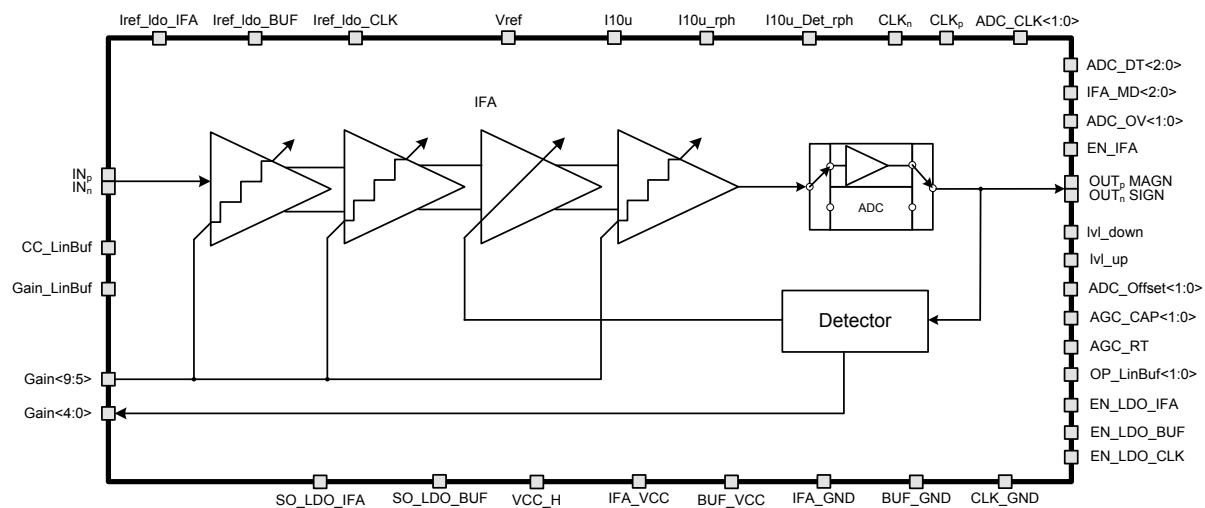 Iref_ldo_IFA
Iref_ldo_BUF
Iref_ldo_CLK
Vref
I10u
I10u_rph
I10u_Det_rph
CLKn
CLKp
ADC_CLK<1:0>
IFA
INp
INn
CC_LinBuf
Gain_LinBuf
Gain<9:5>
Gain<4:0>
ADC
Detector
ADC_DT<2:0>
IFA_MD<2:0>
ADC_OV<1:0>
EN_IFA
OUTp MAGN
OUTn SIGN
lvl_down
lvl_up
ADC_Offset<1:0>
AGC_CAP<1:0>
AGC_RT
OP_LinBuf<1:0>
EN_LDO_IFA
EN_LDO_BUF
EN_LDO_CLK
SO_LDO_IFA
SO_LDO_BUF
VCC_H
IFA_VCC
BUF_VCC
IFA_GND
BUF_GND
CLK_GND